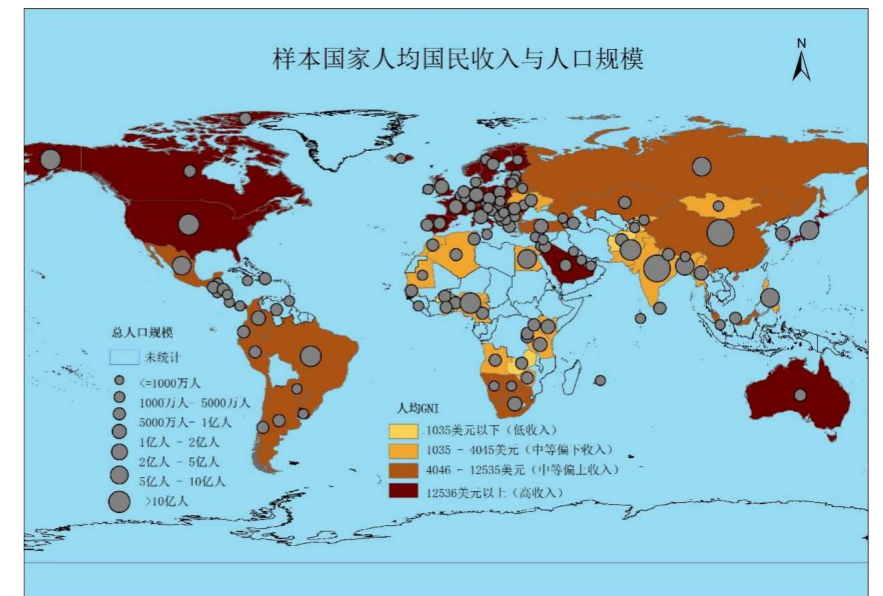 样本国家人均国民收入与人口规模
N
总人口规模
未统计
<=1000万人
1000万人 - 5000万人
5000万人- 1亿人
1亿人 - 2亿人
2亿人 - 5亿人
5亿人 - 10亿人
>10亿人
人均GNI
1035美元以下（低收入）
1035 - 4045美元（中等偏下收入）
4046 - 12535美元（中等偏上收入）
12536美元以上（高收入）